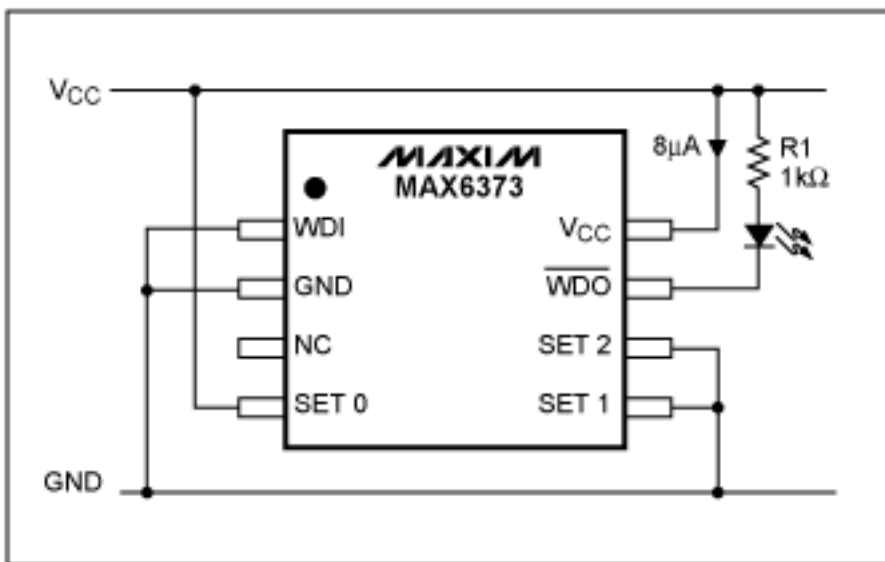 VCC
8µA
R1
1kΩ
MAXIM
MAX6373
WDI
VCC
GND
WDO
NC
SET 2
SET 0
SET 1
GND